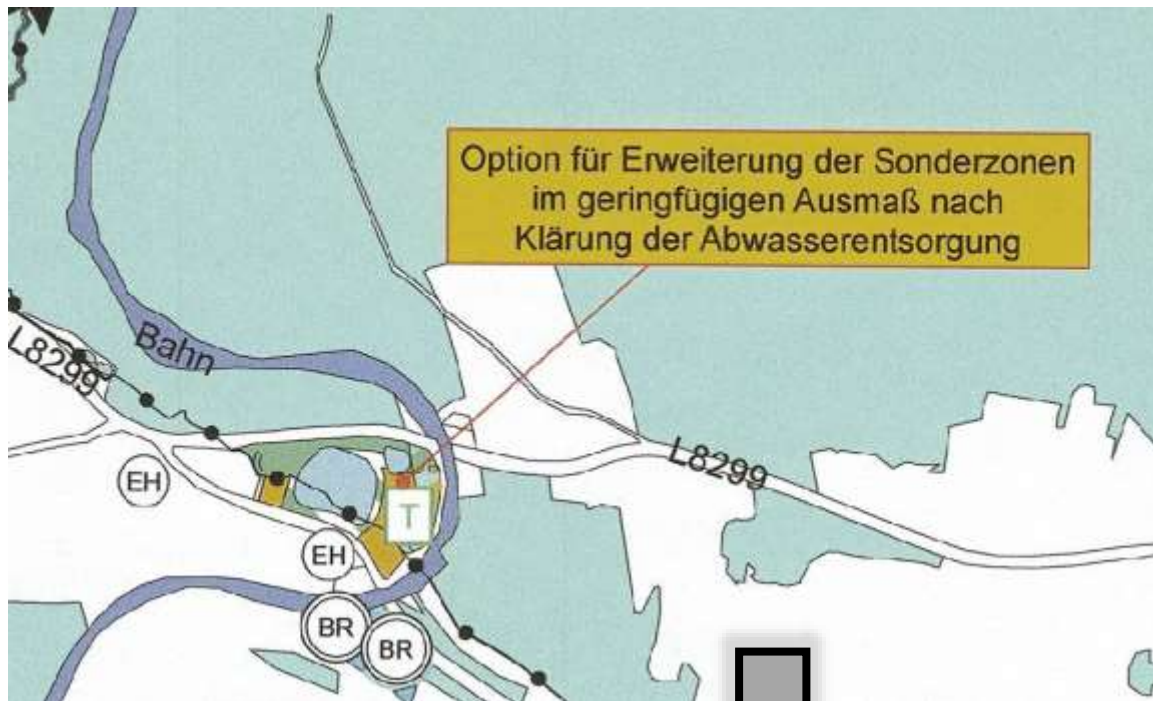 Option für Erweiterung der Sonderzonen
im geringfügigen Ausmaß nach
Klärung der Abwasserentsorgung
Bahn
L8299
L8299
EH
T
EH
BR
BR